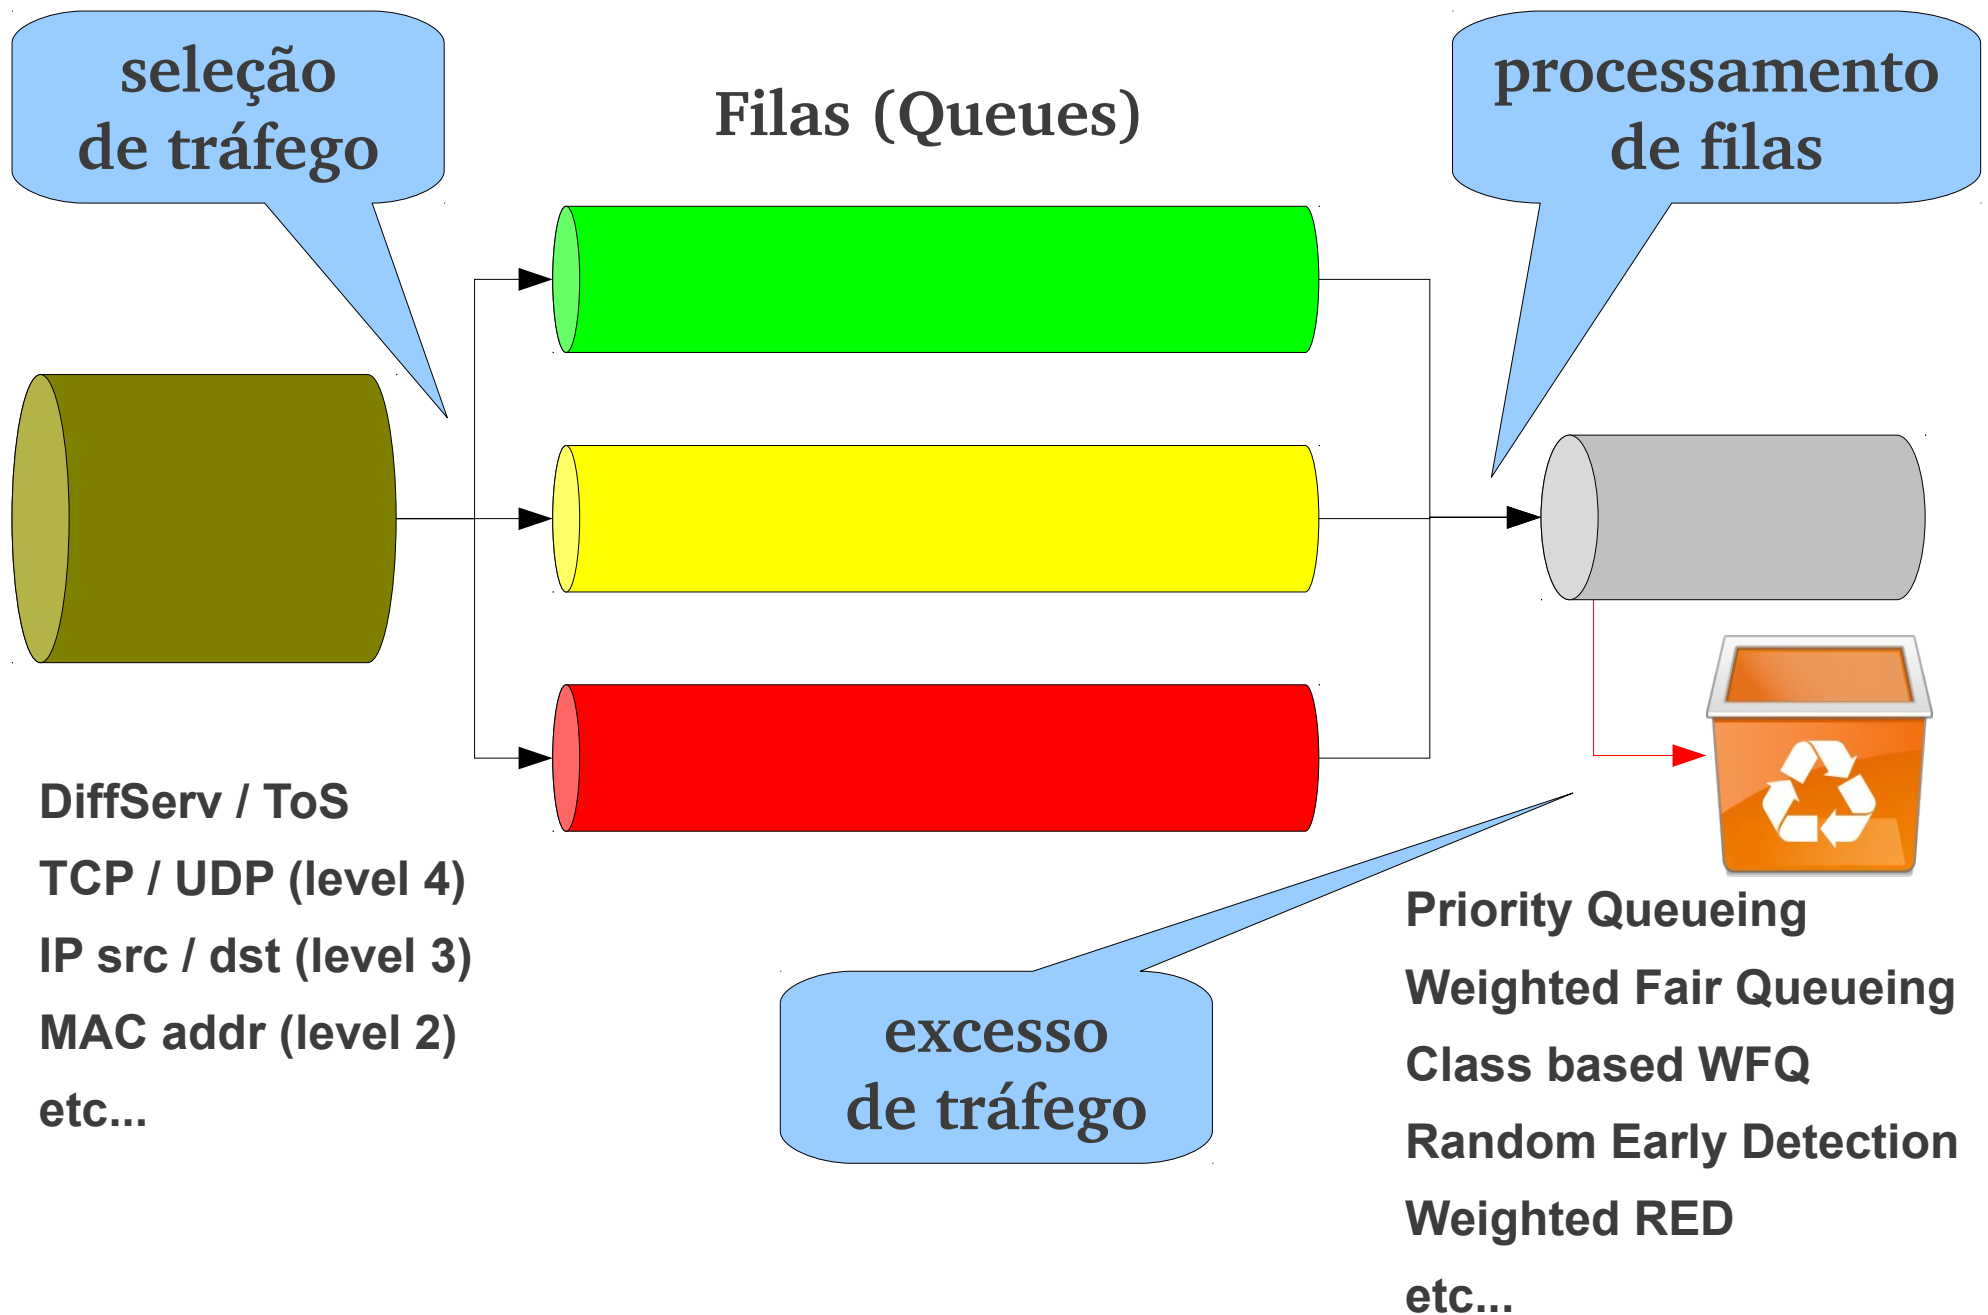 seleção
de tráfego
Filas (Queues)
processamento
de filas
DiffServ / ToS
TCP / UDP (level 4)
IP src / dst (level 3)
MAC addr (level 2)
etc...
excesso
de tráfego
Priority Queueing
Weighted Fair Queueing
Class based WFQ
Random Early Detection
Weighted RED
etc...